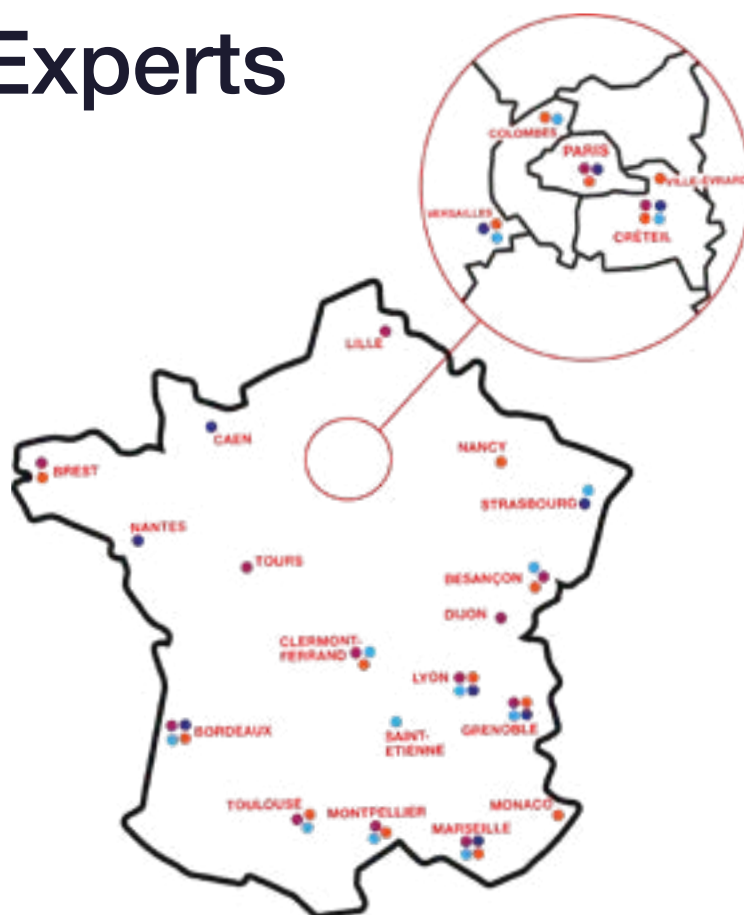 Experts
COLOMBES
PARIS
VILLE-EVRARD
VERSAILLES
CRÉTEIL
LILLE
CAEN
NANCY
BREST
STRASBOURG
NANTES
TOURS
BESANÇON
DIJON
CLERMONT-
FERRAND
LYON
BORDEAUX
SAINT-
ETIENNE
GRENOBLE
TOULOUSE
MONTPELLIER
MONACO
MARSEILLE